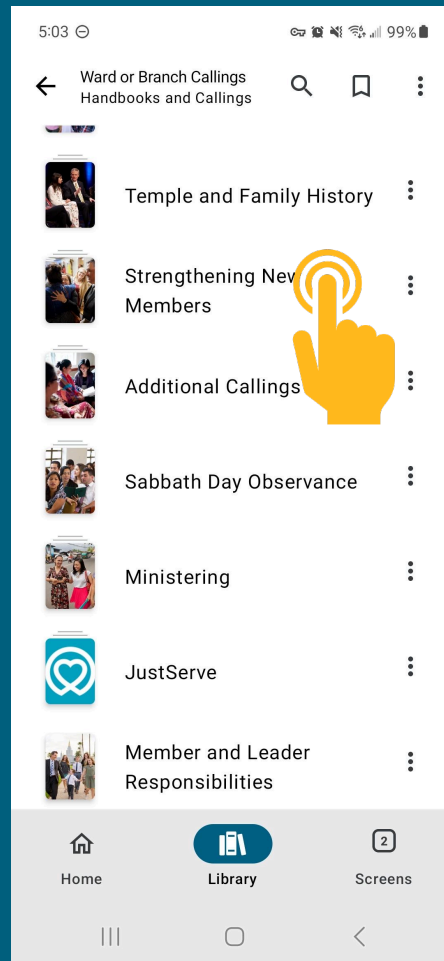 5:03
99%
Ward or Branch Callings
Handbooks and Callings
Temple and Family History
Strengthening New
Members
Additional Callings
Sabbath Day Observance
Ministering
JustServe
Member and Leader
Responsibilities
2
Home
Library
Screens